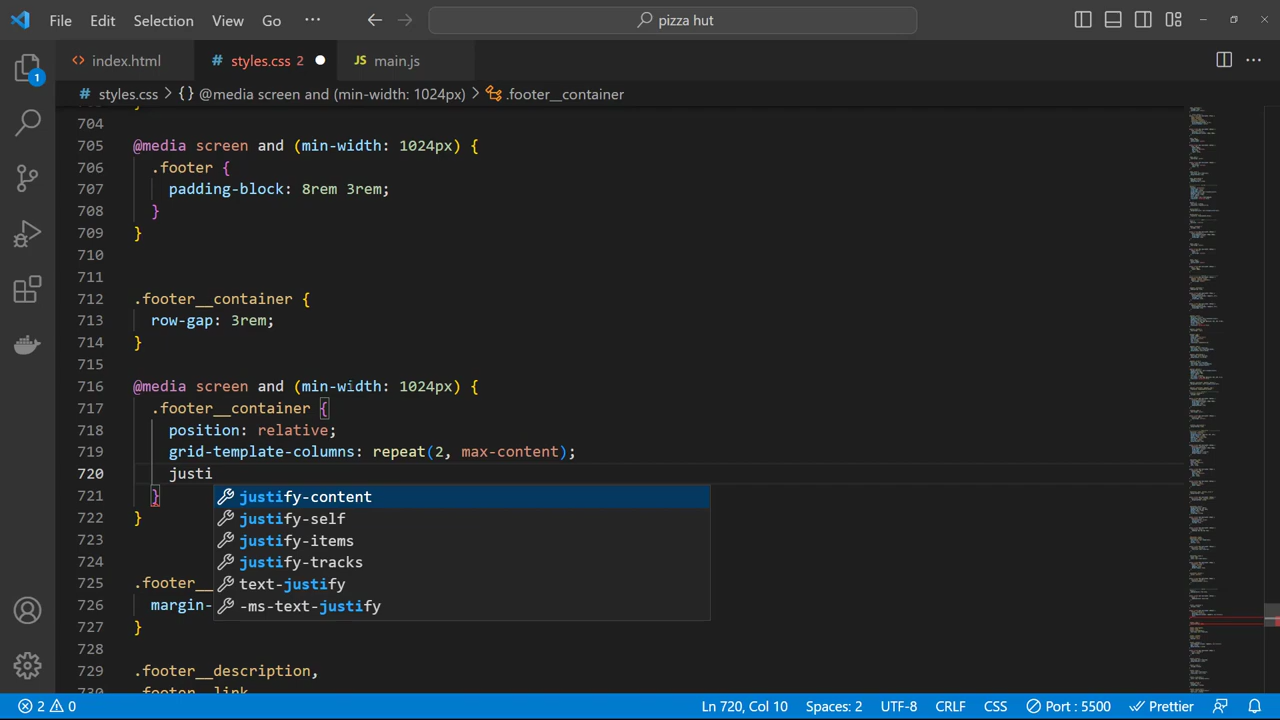 File Edit Selection View Go ··· pizza hut
index.html # styles.css 2 JS main.js
# styles.css > {} @media screen and (min-width: 1024px) > .footer__container
704
705 @media screen and (min-width: 1024px) {
706 .footer {
707 padding-block: 8rem 3rem;
708 }
709 }
710
711
712 .footer__container {
713 row-gap: 3rem;
714 }
715
716 @media screen and (min-width: 1024px) {
717 .footer__container {
718 position: relative;
719 grid-template-columns: repeat(2, max-content);
720 justi
721 }
justify-content
722 }
justify-self
723
justify-items
724
justify-tracks
725 .footer__
text-justify
726 margin-
-ms-text-justify
727 }
728
729 .footer__description,
730 .footer__link
1
2 0 Ln 720, Col 10 Spaces: 2 UTF-8 CRLF CSS Port : 5500 Prettier